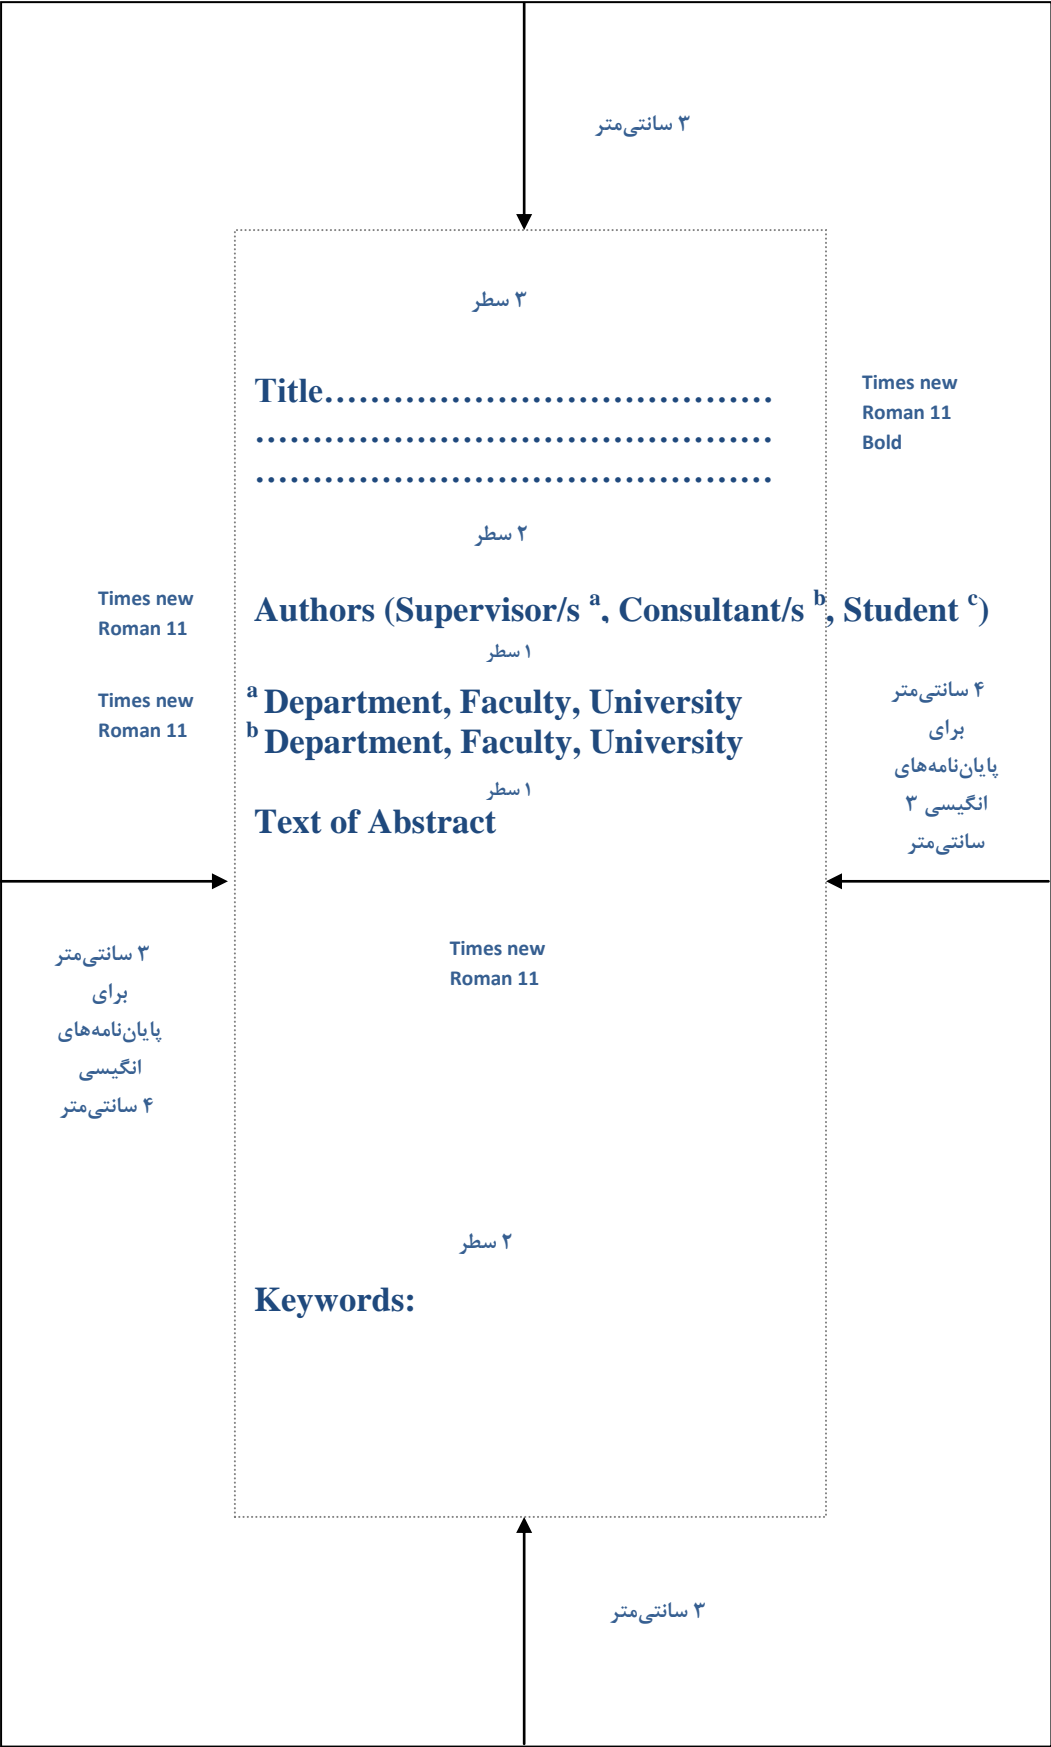 ۳ سانتی‌متر
۳ سطر
Title.......................................
.............................................
.............................................
Times new
Roman 11
Bold
۲ سطر
Times new
Roman 11
Authors (Supervisor/s ᵃ, Consultant/s ᵇ, Student ᶜ)
۱ سطر
Times new
Roman 11
ᵃ Department, Faculty, University
ᵇ Department, Faculty, University
۱ سطر
Text of Abstract
۴ سانتی‌متر
برای
پایان‌نامه‌های
انگیسی ۳
سانتی‌متر
۳ سانتی‌متر
برای
پایان‌نامه‌های
انگیسی
۴ سانتی‌متر
Times new
Roman 11
۲ سطر
Keywords:
۳ سانتی‌متر